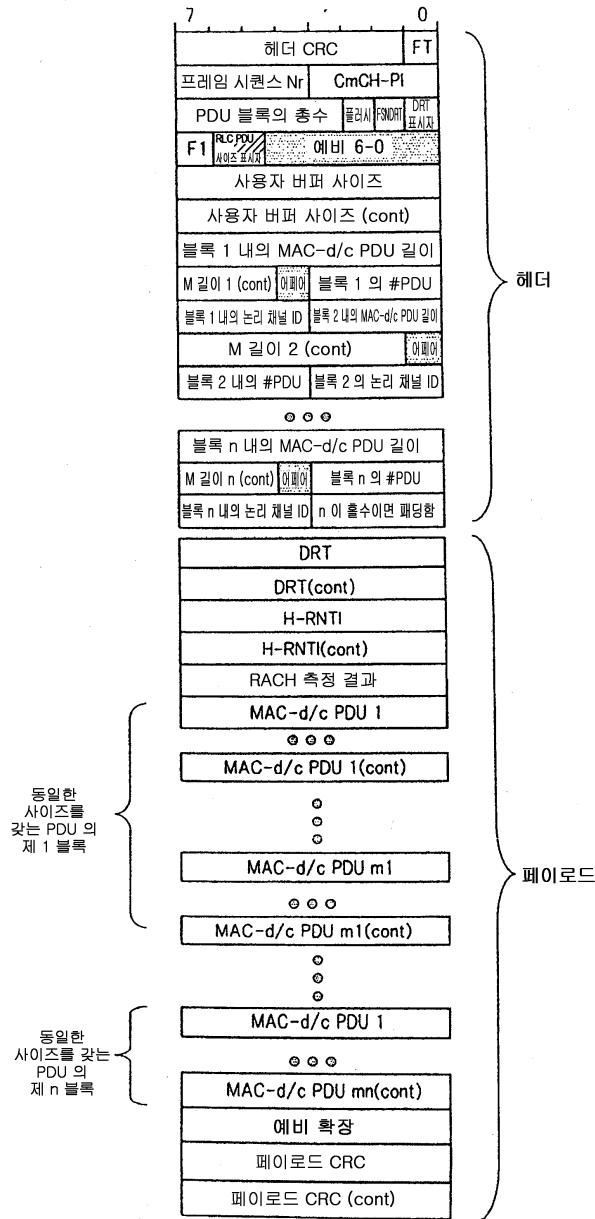 7 0
헤더 CRC FT
프레임 시퀀스 Nr CmCH-PI
PDU 블록의 총수 플러시 FSNDRT DRT 표시자
F1 RLC PDU 사이즈 표시자 예비 6-0
사용자 버퍼 사이즈
사용자 버퍼 사이즈 (cont)
블록 1 내의 MAC-d/c PDU 길이
M 길이 1 (cont) 어페어 블록 1 의 #PDU
블록 1 내의 논리 채널 ID 블록 2 내의 MAC-d/c PDU 길이
M 길이 2 (cont) 어페어
블록 2 내의 #PDU 블록 2 의 논리 채널 ID
블록 n 내의 MAC-d/c PDU 길이
M 길이 n (cont) 어페어 블록 n 의 #PDU
블록 n 내의 논리 채널 ID n 이 홀수이면 패딩함
헤더
DRT
DRT(cont)
H-RNTI
H-RNTI(cont)
RACH 측정 결과
MAC-d/c PDU 1
MAC-d/c PDU 1(cont)
동일한
사이즈를
갖는 PDU 의
제 1 블록
MAC-d/c PDU m1
MAC-d/c PDU m1(cont)
페이로드
MAC-d/c PDU 1
동일한
사이즈를 갖는
PDU 의
제 n 블록
MAC-d/c PDU mn(cont)
예비 확장
페이로드 CRC
페이로드 CRC (cont)